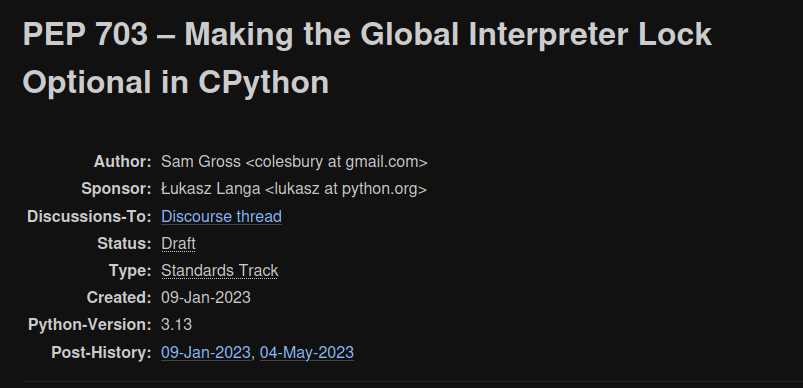 PEP 703 – Making the Global Interpreter Lock
Optional in CPython
Author: Sam Gross <colesbury at gmail.com>
Sponsor: Łukasz Langa <lukasz at python.org>
Discussions-To: Discourse thread
Status: Draft
Type: Standards Track
Created: 09-Jan-2023
Python-Version: 3.13
Post-History: 09-Jan-2023, 04-May-2023